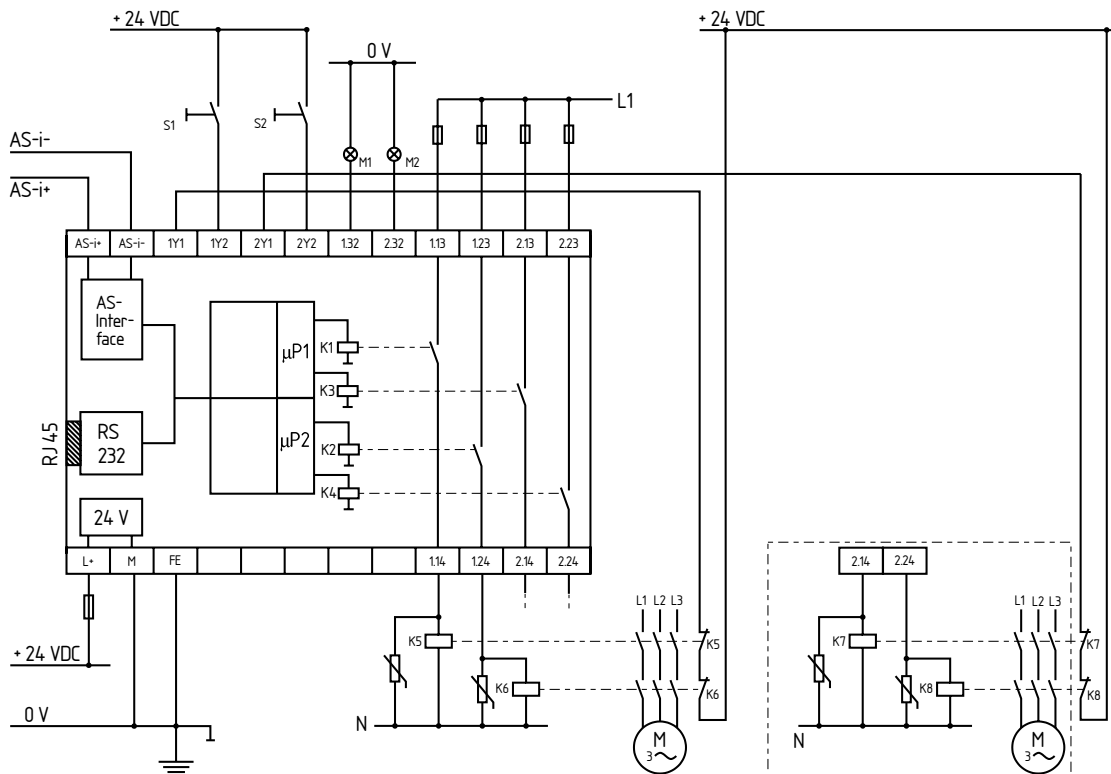 + 24 VDC
+ 24 VDC
0 V
L1
S1
S2
M1
M2
AS-i-
AS-i+
AS-i+ AS-i- 1Y1 1Y2 2Y1 2Y2 1.32 2.32 1.13 1.23 2.13 2.23
AS-
Inter-
face
µP1
K1
K3
RJ 45
RS
232
µP2
K2
K4
24 V
L+ M FE 1.14 1.24 2.14 2.24
2.14 2.24
L1 L2 L3
L1 L2 L3
K5
K5
K7
K7
+ 24 VDC
K6
K6
K8
K8
0 V
N
N
M
3
M
3